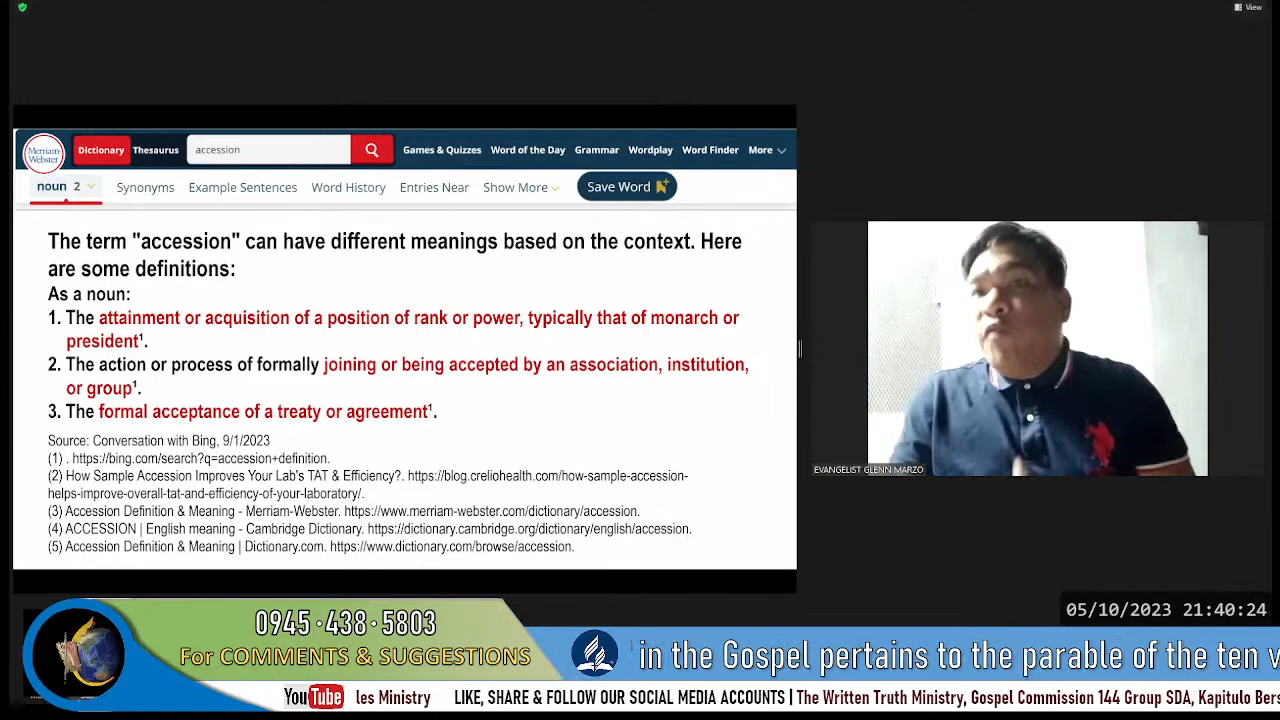 View
Merriam-
Webster
Dictionary Thesaurus accession Games & Quizzes Word of the Day Grammar Wordplay Word Finder More
noun 2 Synonyms Example Sentences Word History Entries Near Show More Save Word
The term "accession" can have different meanings based on the context. Here
are some definitions:
As a noun:
1. The attainment or acquisition of a position of rank or power, typically that of monarch or
president¹.
2. The action or process of formally joining or being accepted by an association, institution,
or group¹.
3. The formal acceptance of a treaty or agreement¹.
Source: Conversation with Bing, 9/1/2023
(1) . https://bing.com/search?q=accession+definition.
(2) How Sample Accession Improves Your Lab's TAT & Efficiency?. https://blog.creliohealth.com/how-sample-accession-
helps-improve-overall-tat-and-efficiency-of-your-laboratory/.
(3) Accession Definition & Meaning - Merriam-Webster. https://www.merriam-webster.com/dictionary/accession.
(4) ACCESSION | English meaning - Cambridge Dictionary. https://dictionary.cambridge.org/dictionary/english/accession.
(5) Accession Definition & Meaning | Dictionary.com. https://www.dictionary.com/browse/accession.
EVANGELIST GLENN MARZO
05/10/2023 21:40:24
0945·438·5803
For COMMENTS & SUGGESTIONS
in the Gospel pertains to the parable of the ten v
YouTube les Ministry LIKE, SHARE & FOLLOW OUR SOCIAL MEDIA ACCOUNTS | The Written Truth Ministry, Gospel Commission 144 Group SDA, Kapitulo Bers